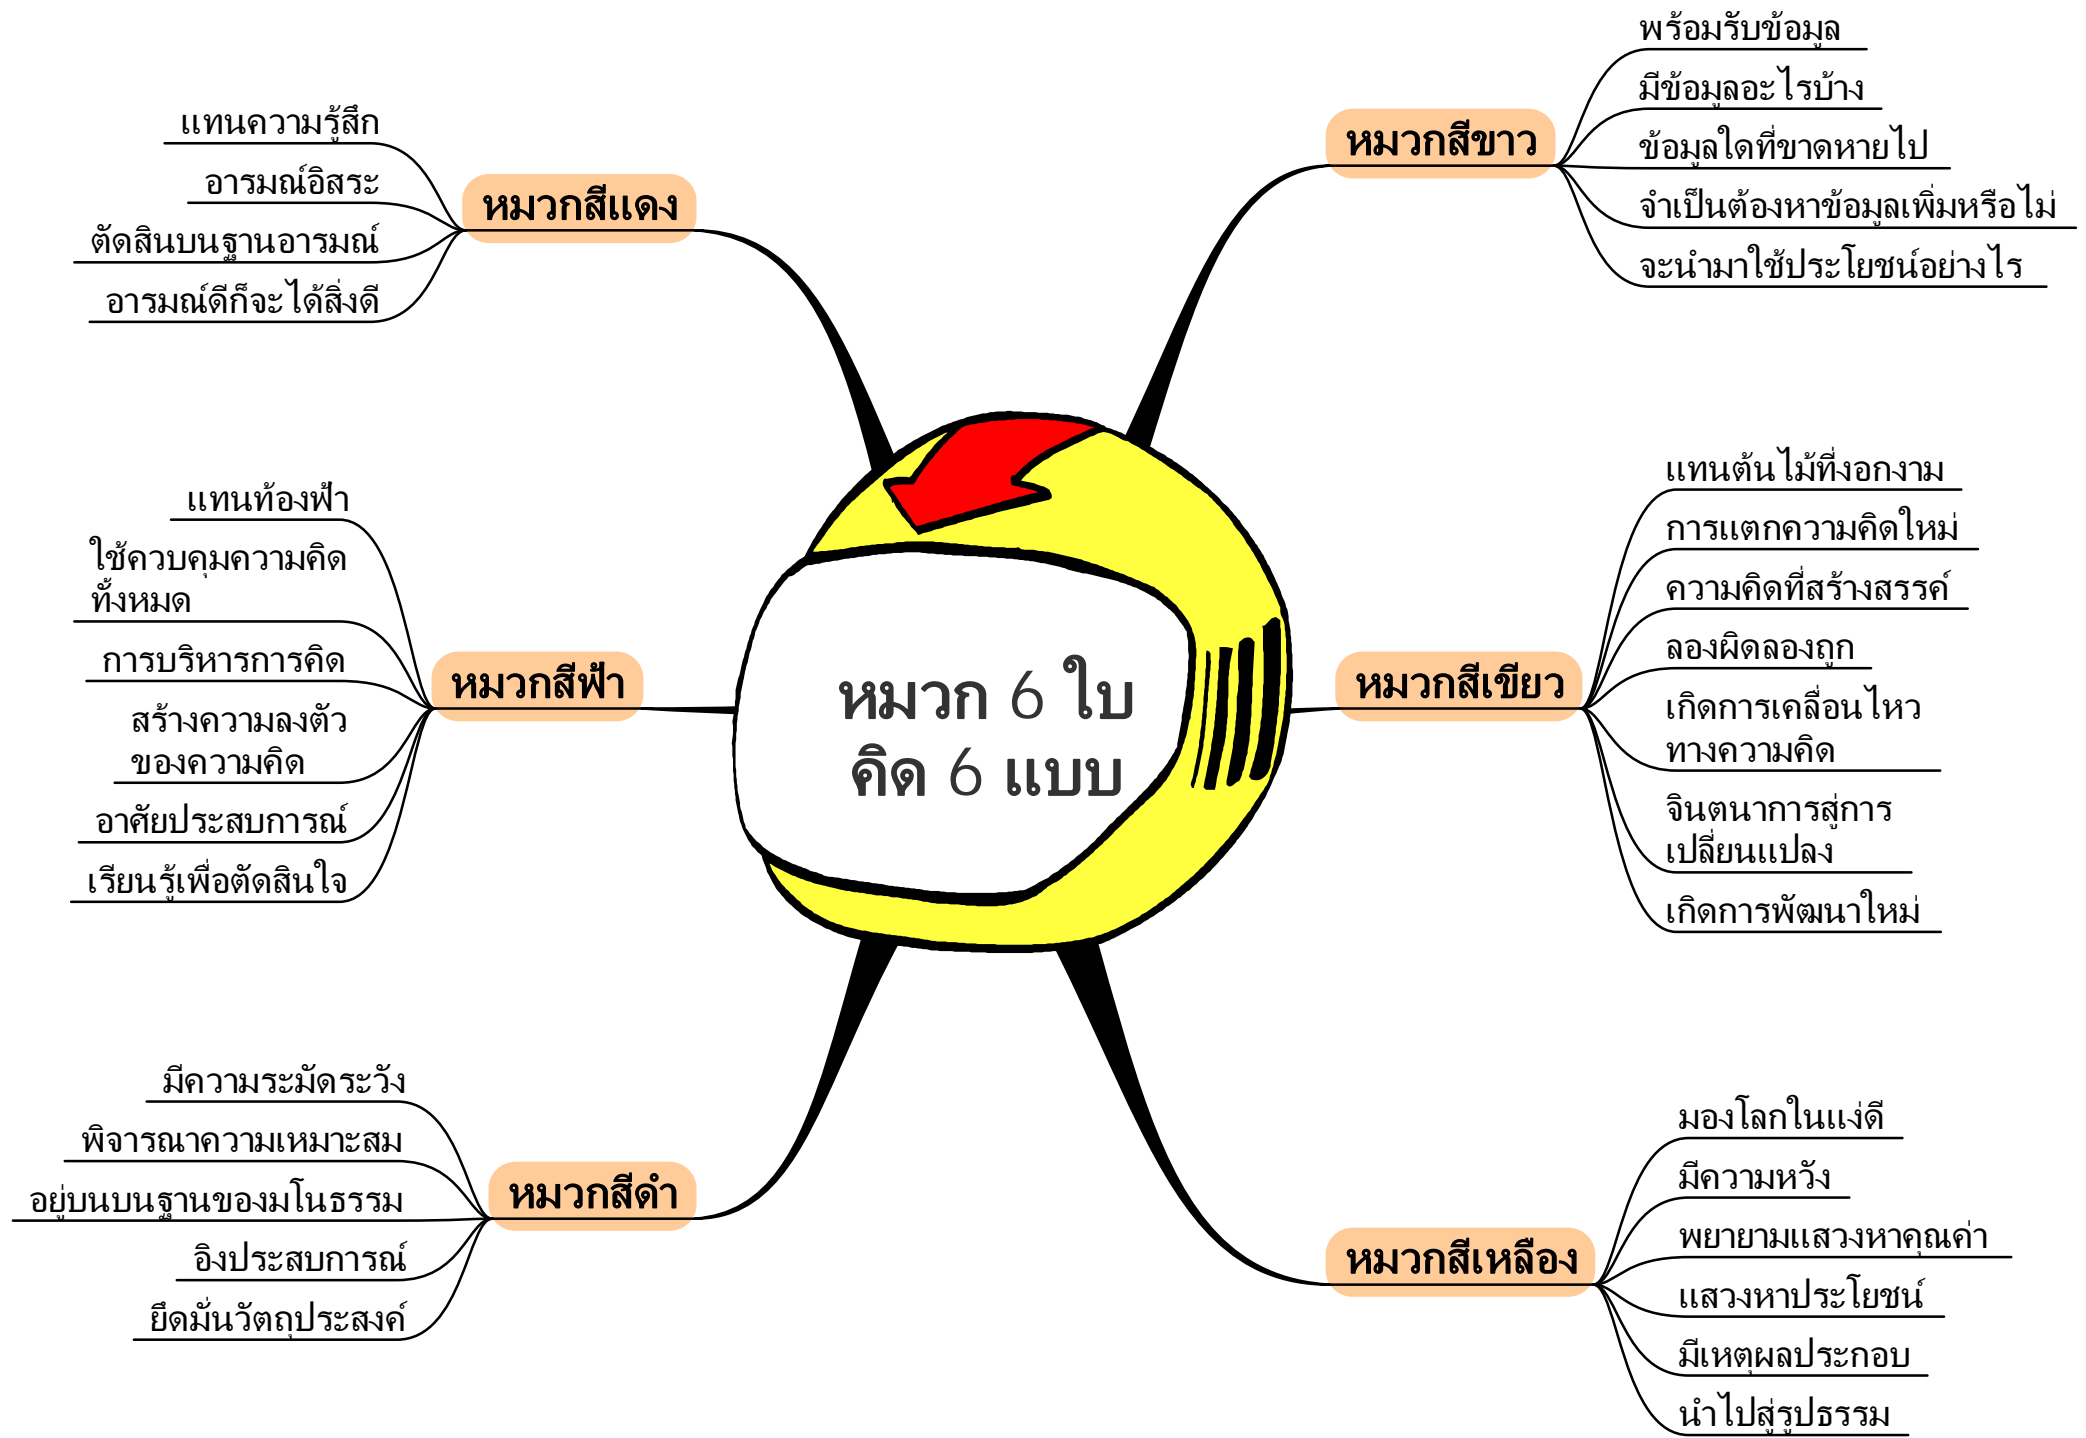 หมวก 6 ใบ
คิด 6 แบบ
หมวกสีขาว
พร้อมรับข้อมูล
มีข้อมูลอะไรบ้าง
ข้อมูลใดที่ขาดหายไป
จำเป็นต้องหาข้อมูลเพิ่มหรือไม่
จะนำมาใช้ประโยชน์อย่างไร
หมวกสีเขียว
แทนต้นไม้ที่งอกงาม
การแตกความคิดใหม่
ความคิดที่สร้างสรรค์
ลองผิดลองถูก
เกิดการเคลื่อนไหว
ทางความคิด
จินตนาการสู่การ
เปลี่ยนแปลง
เกิดการพัฒนาใหม่
หมวกสีเหลือง
มองโลกในแง่ดี
มีความหวัง
พยายามแสวงหาคุณค่า
แสวงหาประโยชน์
มีเหตุผลประกอบ
นำไปสู่รูปธรรม
หมวกสีแดง
แทนความรู้สึก
อารมณ์อิสระ
ตัดสินบนฐานอารมณ์
อารมณ์ดีก็จะได้สิ่งดี
หมวกสีฟ้า
แทนท้องฟ้า
ใช้ควบคุมความคิด
ทั้งหมด
การบริหารการคิด
สร้างความลงตัว
ของความคิด
อาศัยประสบการณ์
เรียนรู้เพื่อตัดสินใจ
หมวกสีดำ
มีความระมัดระวัง
พิจารณาความเหมาะสม
อยู่บนบนฐานของมโนธรรม
อิงประสบการณ์
ยึดมั่นวัตถุประสงค์